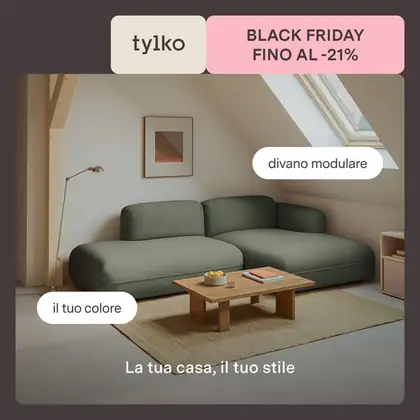 tylko
BLACK FRIDAY
FINO AL -21%
divano modulare
il tuo colore
La tua casa, il tuo stile